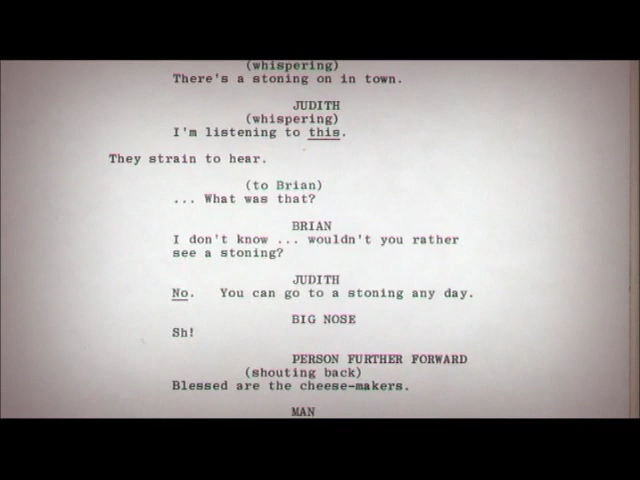 (whispering)
There's a stoning on in town.
JUDITH
(whispering)
I'm listening to this.
They strain to hear.
(to Brian)
... What was that?
BRIAN
I don't know ... wouldn't you rather
see a stoning?
JUDITH
No. You can go to a stoning any day.
BIG NOSE
Sh!
PERSON FURTHER FORWARD
(shouting back)
Blessed are the cheese-makers.
MAN